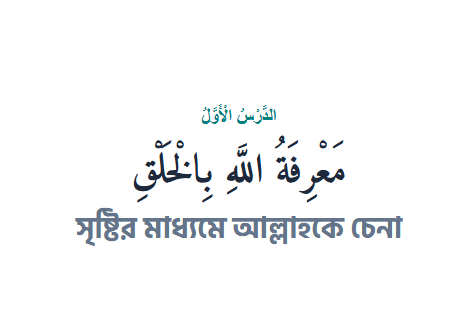 الدَّرْسُ الْأَوَّلُ
مَعْرِفَةُ اللَّهِ بِالْخَلْقِ
সৃষ্টির মাধ্যমে আল্লাহকে চেনা